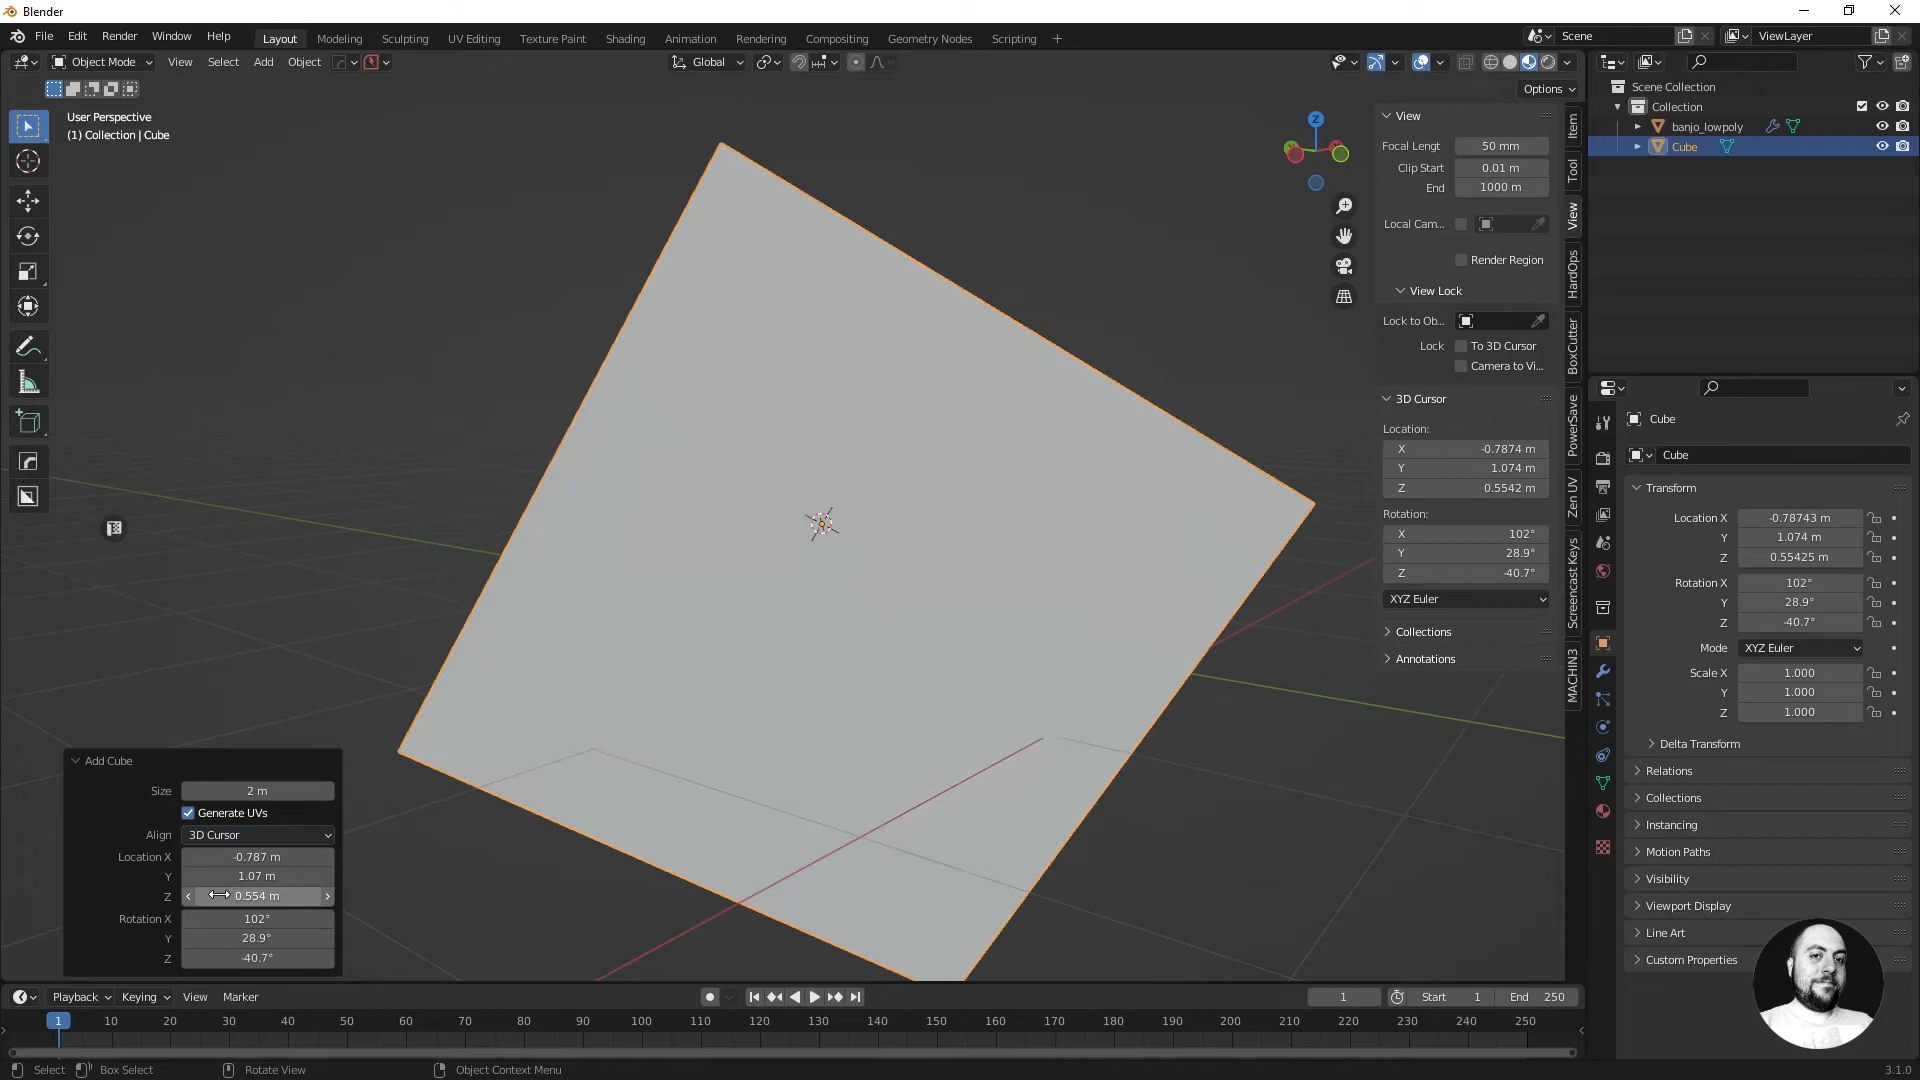 Blender
File Edit Render Window Help
Layout Modeling Sculpting UV Editing Texture Paint Shading Animation Rendering Compositing Geometry Nodes Scripting +
Scene
ViewLayer
Object Mode View Select Add Object
Global
Options
User Perspective
(1) Collection | Cube
Z
View
Focal Lengt 50 mm
Clip Start 0.01 m
End 1000 m
Local Cam...
Render Region
View Lock
Lock to Ob...
Lock To 3D Cursor
Camera to Vi...
3D Cursor
Location:
X -0.7874 m
Y 1.074 m
Z 0.5542 m
Rotation:
X 102°
Y 28.9°
Z -40.7°
XYZ Euler
Collections
Annotations
Item
Tool
View
HardOps
BoxCutter
PowerSave
Zen UV
Screencast Keys
MACHIN3
Scene Collection
Collection
banjo_lowpoly
Cube
Cube
Cube
Transform
Location X -0.78743 m
Y 1.074 m
Z 0.55425 m
Rotation X 102°
Y 28.9°
Z -40.7°
Mode XYZ Euler
Scale X 1.000
Y 1.000
Z 1.000
Delta Transform
Relations
Collections
Instancing
Motion Paths
Visibility
Viewport Display
Line Art
Custom Properties
Add Cube
Size 2 m
Generate UVs
Align 3D Cursor
Location X -0.787 m
Y 1.07 m
Z 0.554 m
Rotation X 102°
Y 28.9°
Z -40.7°
Playback Keying View Marker
1 Start 1 End 250
1 10 20 30 40 50 60 70 80 90 100 110 120 130 140 150 160 170 180 190 200 210 220 230 240 250
Select Box Select Rotate View Object Context Menu 3.1.0